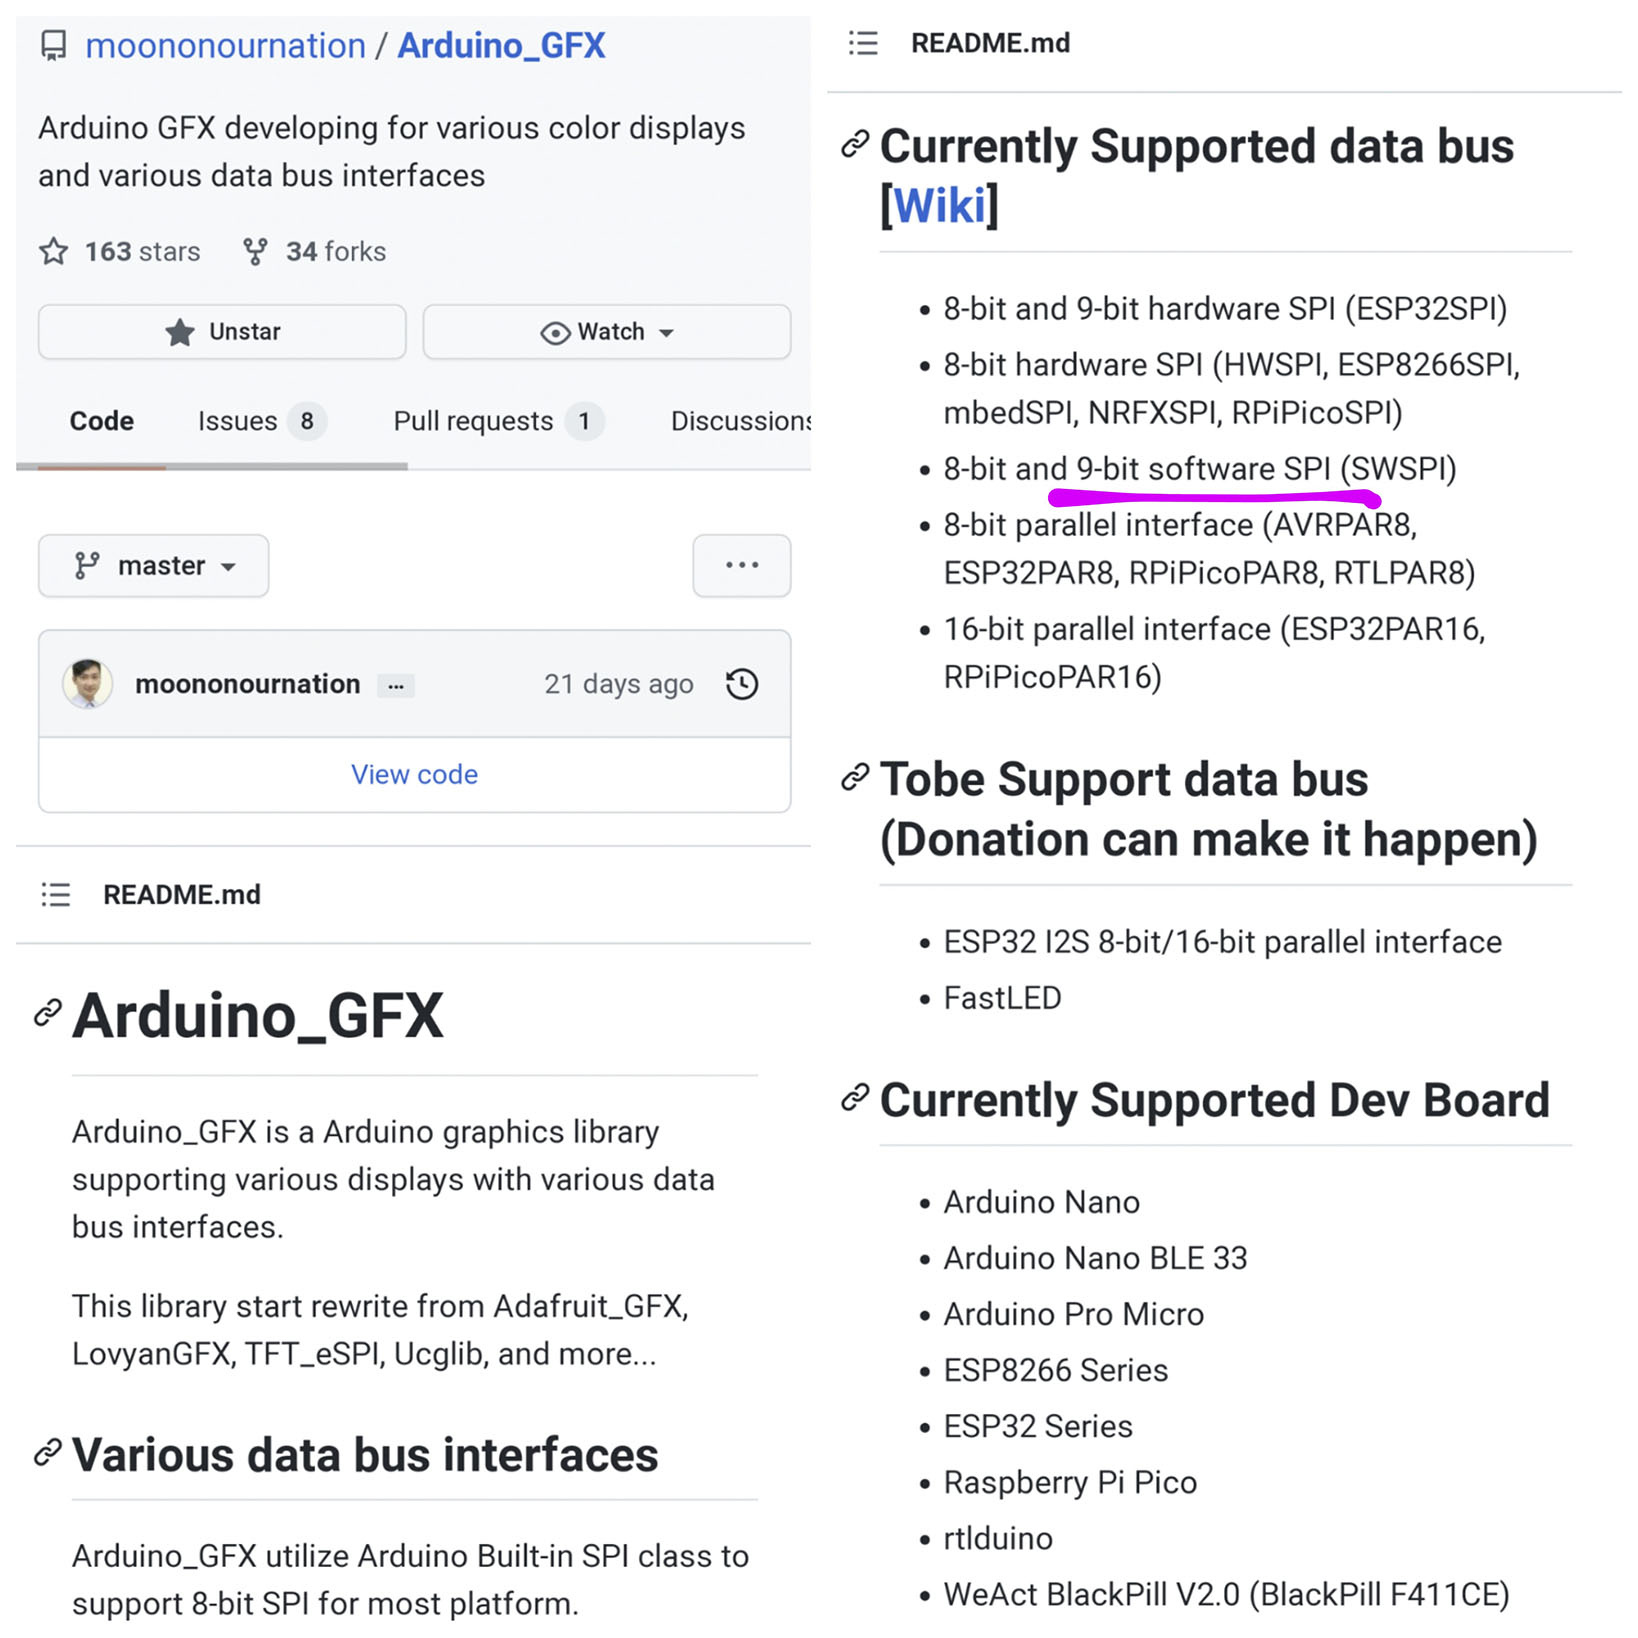 moononournation / Arduino_GFX
Arduino GFX developing for various color displays
and various data bus interfaces
163 stars 34 forks
Unstar
Watch
Code
Issues 8
Pull requests 1
Discussions
master
...
moononournation ...
21 days ago
View code
README.md
Arduino_GFX
Arduino_GFX is a Arduino graphics library
supporting various displays with various data
bus interfaces.
This library start rewrite from Adafruit_GFX,
LovyanGFX, TFT_eSPI, Ucglib, and more...
Various data bus interfaces
Arduino_GFX utilize Arduino Built-in SPI class to
support 8-bit SPI for most platform.
README.md
Currently Supported data bus
[Wiki]
• 8-bit and 9-bit hardware SPI (ESP32SPI)
• 8-bit hardware SPI (HWSPI, ESP8266SPI,
mbedSPI, NRFXSPI, RPiPicoSPI)
• 8-bit and 9-bit software SPI (SWSPI)
• 8-bit parallel interface (AVRPAR8,
ESP32PAR8, RPiPicoPAR8, RTLPAR8)
• 16-bit parallel interface (ESP32PAR16,
RPiPicoPAR16)
Tobe Support data bus
(Donation can make it happen)
• ESP32 I2S 8-bit/16-bit parallel interface
• FastLED
Currently Supported Dev Board
• Arduino Nano
• Arduino Nano BLE 33
• Arduino Pro Micro
• ESP8266 Series
• ESP32 Series
• Raspberry Pi Pico
• rtlduino
• WeAct BlackPill V2.0 (BlackPill F411CE)